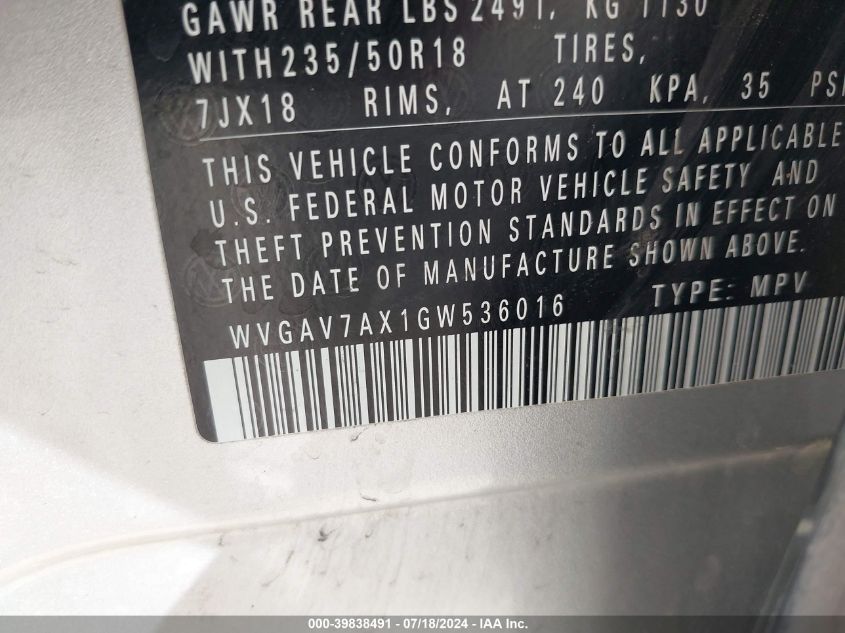 GAWR REAR LBS 2491, KG 1130
WITH 235/50R18 TIRES,
7JX18 RIMS, AT 240 KPA, 35 PSI
THIS VEHICLE CONFORMS TO ALL APPLICABLE
U.S. FEDERAL MOTOR VEHICLE SAFETY AND
THEFT PREVENTION STANDARDS IN EFFECT ON
THE DATE OF MANUFACTURE SHOWN ABOVE.
WVGAV7AX1GW536016 TYPE: MPV
000-39838491 - 07/18/2024 - IAA Inc.